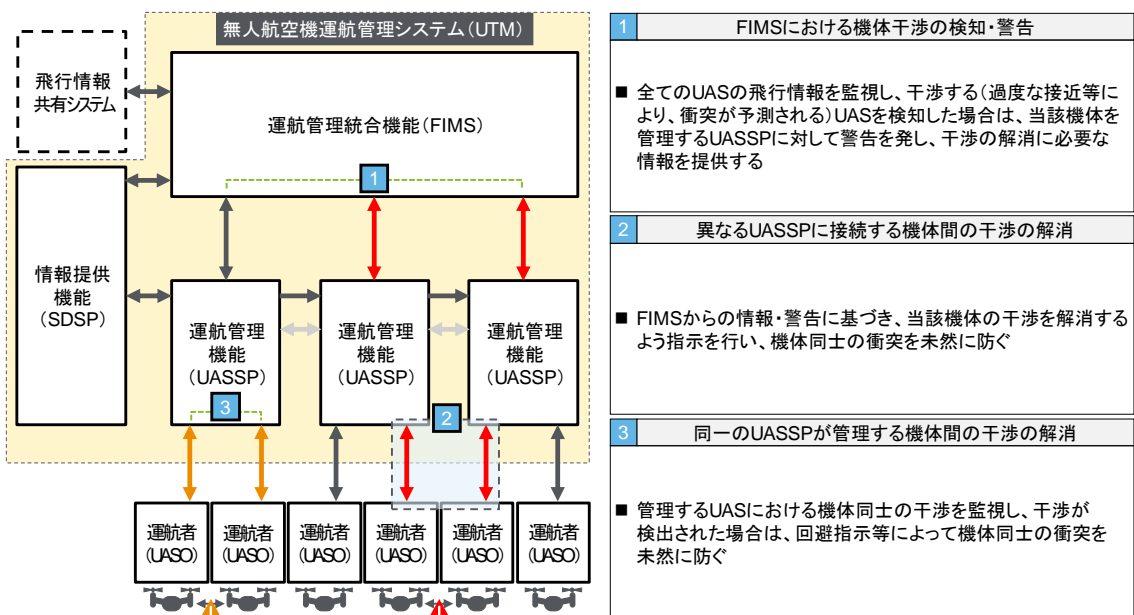 無人航空機運航管理システム(UTM)
飛行情報
共有システム
運航管理統合機能(FIMS)
1
情報提供
機能
(SDSP)
運航管理
機能
(UASSP)
運航管理
機能
(UASSP)
運航管理
機能
(UASSP)
3
2
運航者
(UASO)
運航者
(UASO)
運航者
(UASO)
運航者
(UASO)
運航者
(UASO)
運航者
(UASO)
1 FIMSにおける機体干渉の検知・警告
■ 全てのUASの飛行情報を監視し、干渉する(過度な接近等に
より、衝突が予測される)UASを検知した場合は、当該機体を
管理するUASSPに対して警告を発し、干渉の解消に必要な
情報を提供する
2 異なるUASSPに接続する機体間の干渉の解消
■ FIMSからの情報・警告に基づき、当該機体の干渉を解消する
よう指示を行い、機体同士の衝突を未然に防ぐ
3 同一のUASSPが管理する機体間の干渉の解消
■ 管理するUASにおける機体同士の干渉を監視し、干渉が
検出された場合は、回避指示等によって機体同士の衝突を
未然に防ぐ